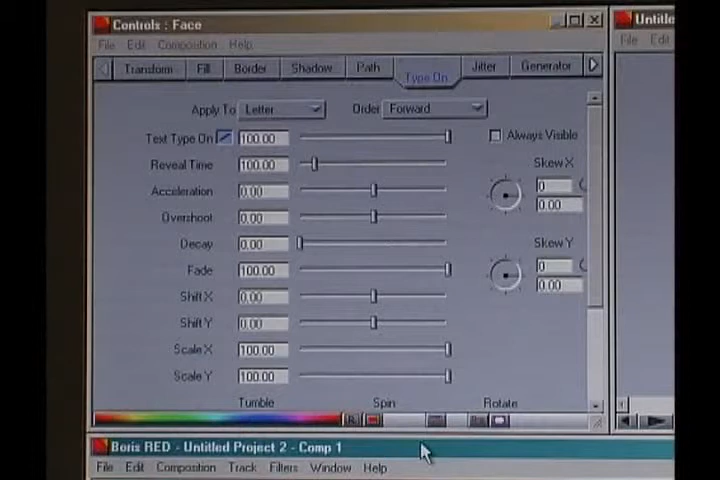 Controls : Face
Untitle
File Edit Composition Help
File Edi
Transform Fill Border Shadow Path Type On Jitter Generator
Apply To Letter Order Forward
Text Type On 100.00 Always Visible
Reveal Time 100.00 Skew X
Acceleration 0.00 0
0.00
Overshoot 0.00
Decay 0.00 Skew Y
Fade 100.00 0
0.00
Shift X 0.00
Shift Y 0.00
Scale X 100.00
Scale Y 100.00
Tumble Spin Rotate
Boris RED - Untitled Project 2 - Comp 1
File Edit Composition Track Filters Window Help